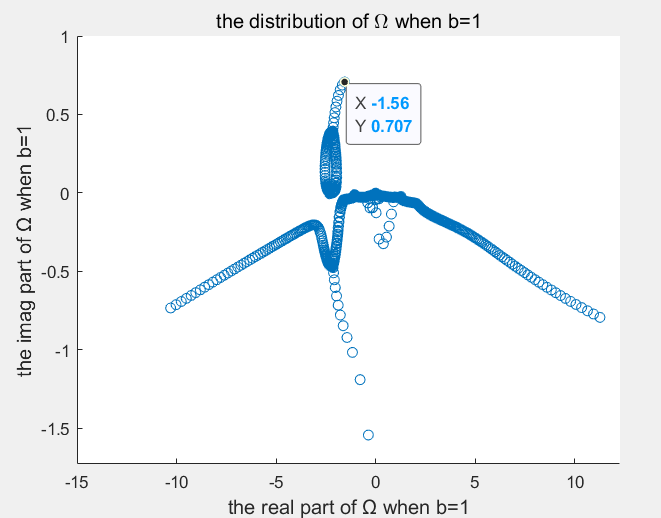 the distribution of Ω when b=1
1
X -1.56
Y 0.707
0.5
0
-0.5
-1
-1.5
the imag part of Ω when b=1
-15 -10 -5 0 5 10
the real part of Ω when b=1